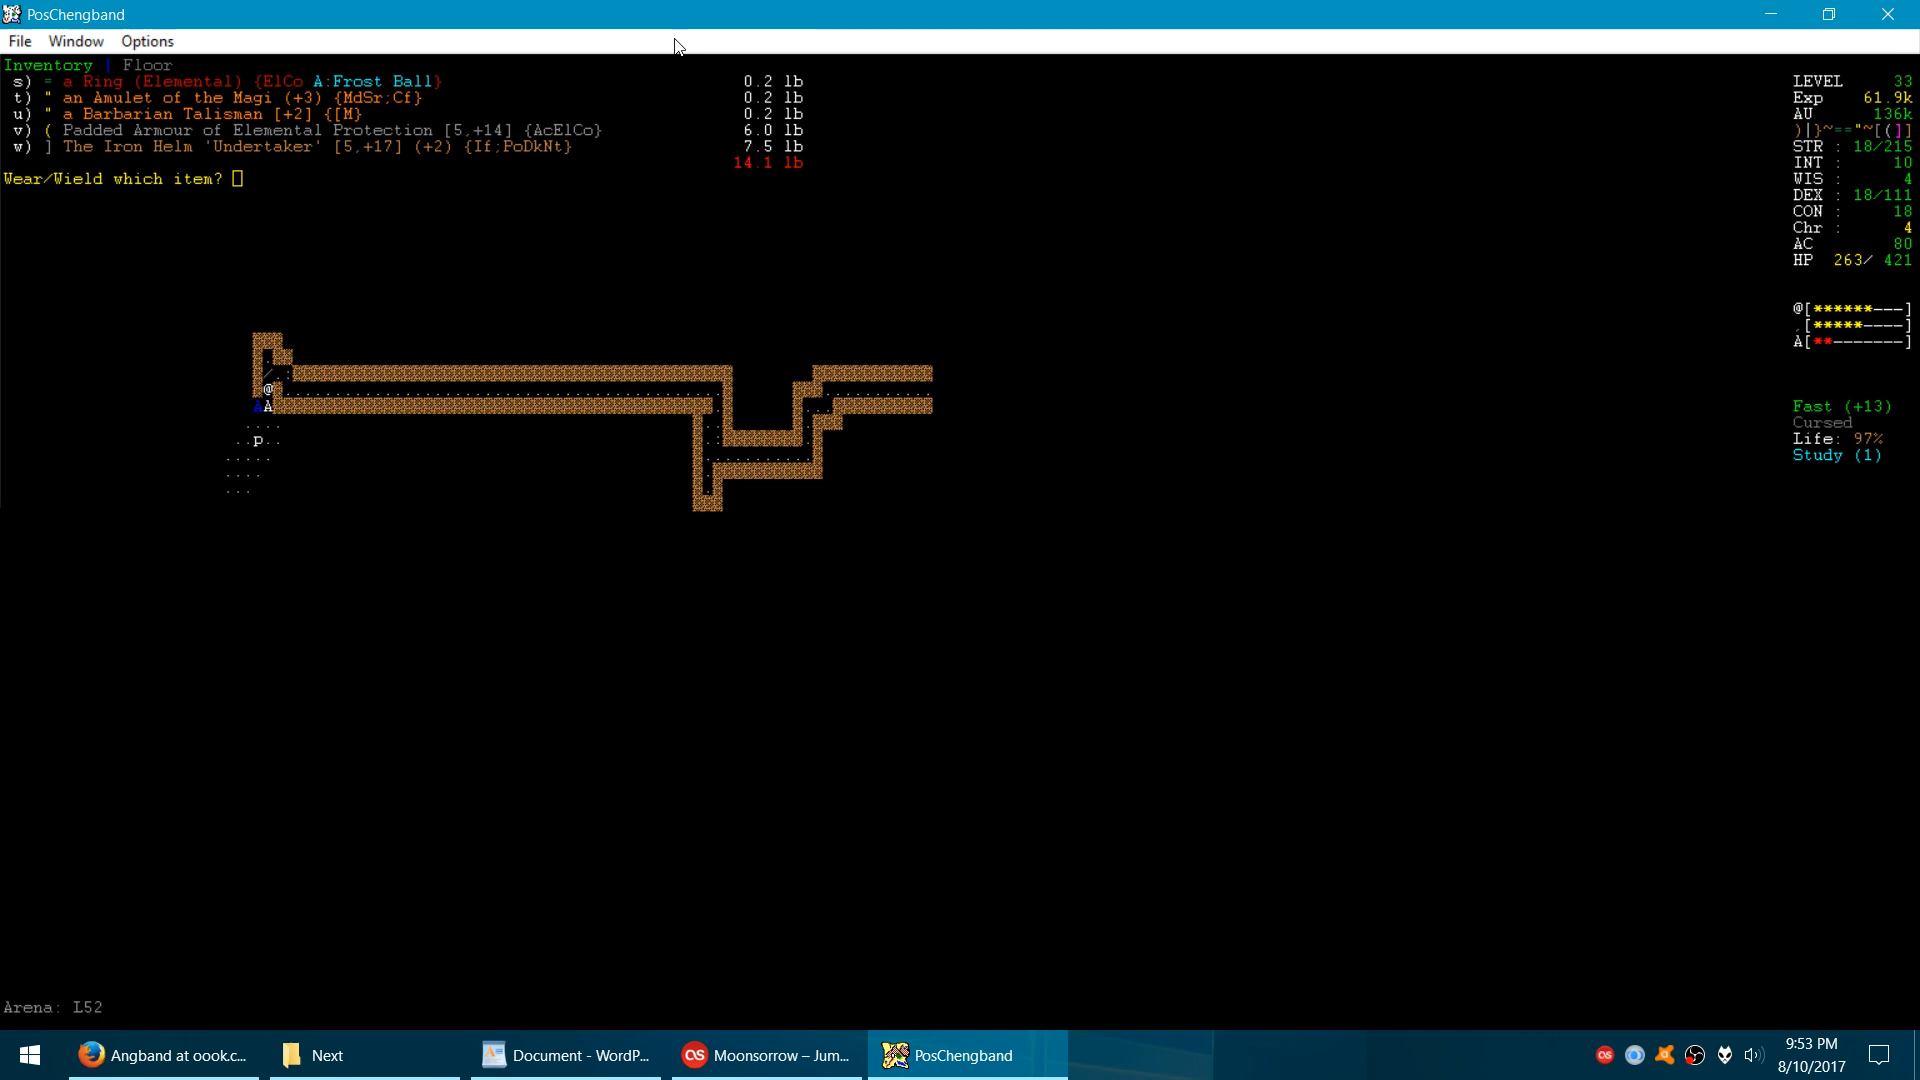 PosChengband
File Window Options
Inventory | Floor
s) = a Ring (Elemental) {ElCo A:Frost Ball} 0.2 lb
t) " an Amulet of the Magi (+3) {MdSr;Cf} 0.2 lb
u) " a Barbarian Talisman [+2] {[M} 0.2 lb
v) ( Padded Armour of Elemental Protection [5,+14] {AcElCo} 6.0 lb
w) ] The Iron Helm 'Undertaker' [5,+17] (+2) {If;PoDkNt} 7.5 lb
14.1 lb
Wear/Wield which item?
LEVEL 33
Exp 61.9k
AU 136k
)|}~=="~[(]]
STR : 18/215
INT : 10
WIS : 4
DEX : 18/111
CON : 18
Chr : 4
AC 80
HP 263/ 421
@[******---]
,[*****----]
A[**-------]
Fast (+13)
Cursed
Life: 97%
Study (1)
@
AA
p
Arena: L52
Angband at oook.c...
Next
Document - WordP...
Moonsorrow – Jum...
PosChengband
9:53 PM
8/10/2017